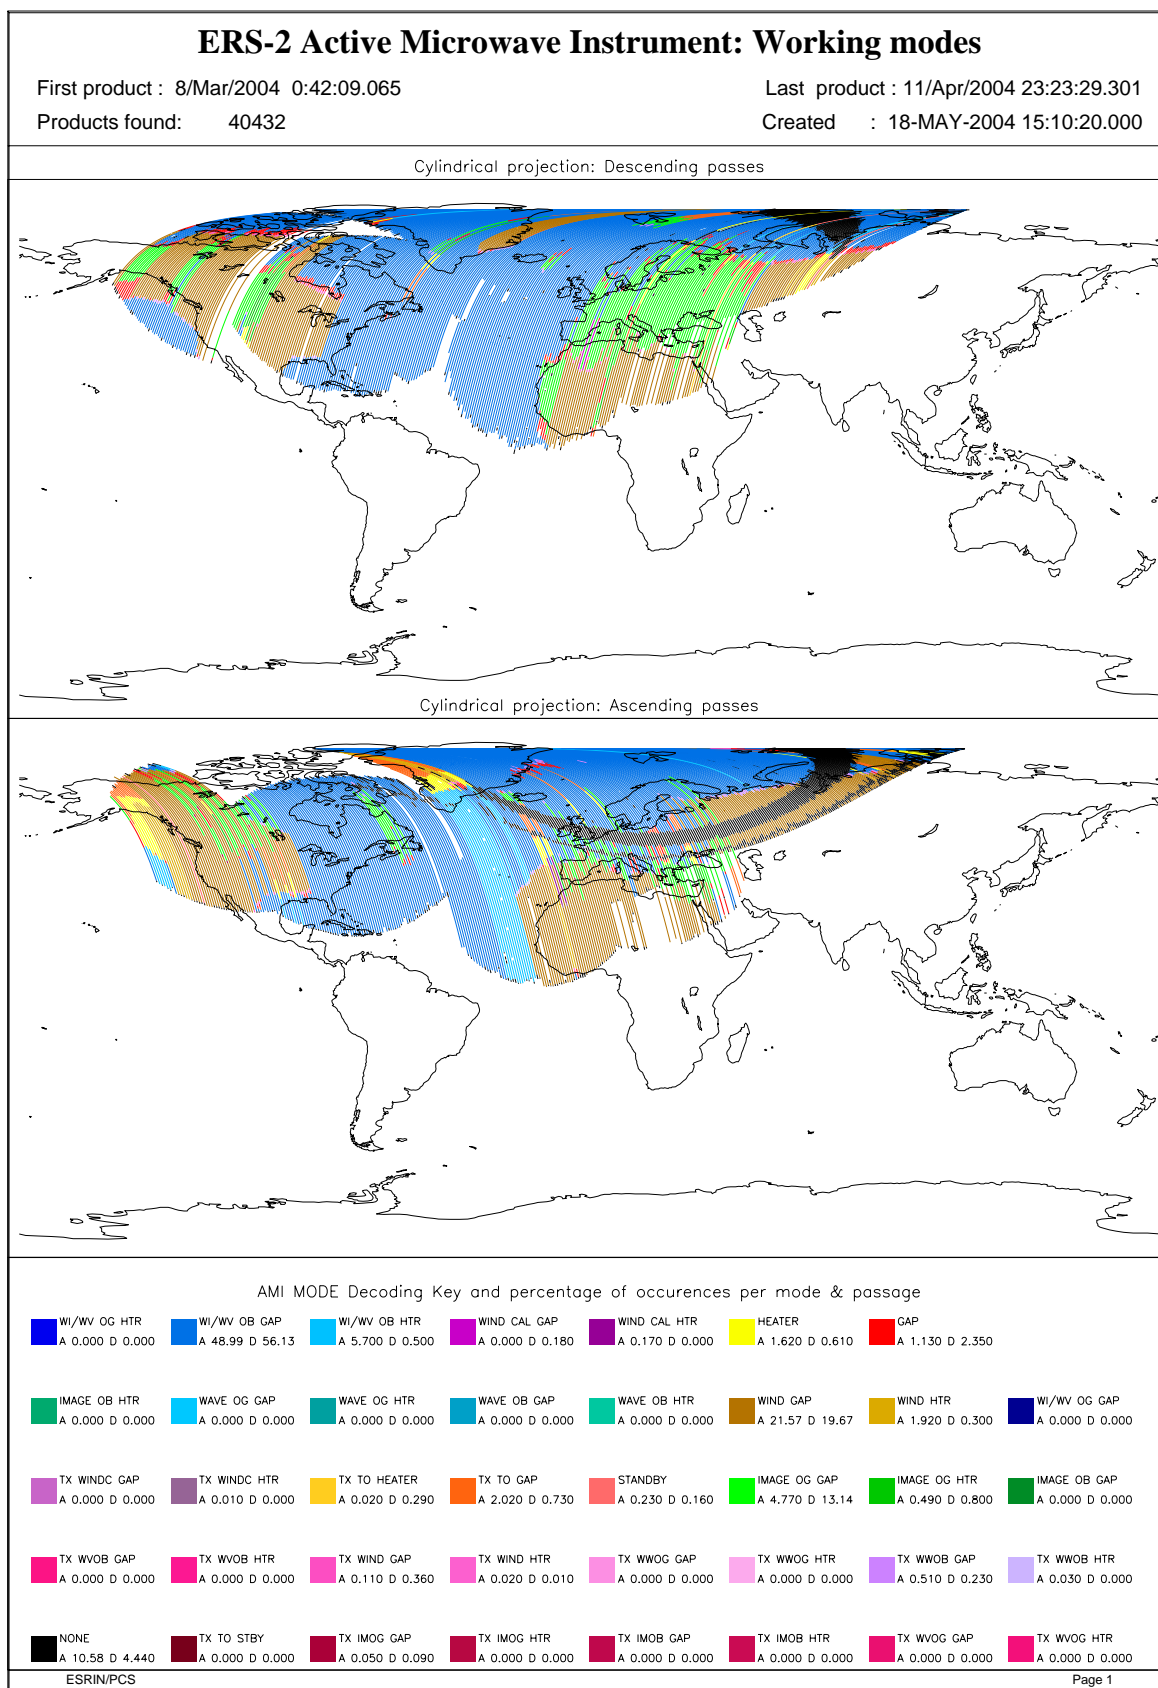 ERS-2 Active Microwave Instrument: Working modes
First product : 8/Mar/2004 0:42:09.065
Last product : 11/Apr/2004 23:23:29.301
Products found: 40432
Created : 18-MAY-2004 15:10:20.000
Cylindrical projection: Descending passes
Cylindrical projection: Ascending passes
AMI MODE Decoding Key and percentage of occurences per mode & passage
WI/WV OG HTR
A 0.000 D 0.000
WI/WV OB GAP
A 48.99 D 56.13
WI/WV OB HTR
A 5.700 D 0.500
WIND CAL GAP
A 0.000 D 0.180
WIND CAL HTR
A 0.170 D 0.000
HEATER
A 1.620 D 0.610
GAP
A 1.130 D 2.350
IMAGE OB HTR
A 0.000 D 0.000
WAVE OG GAP
A 0.000 D 0.000
WAVE OG HTR
A 0.000 D 0.000
WAVE OB GAP
A 0.000 D 0.000
WAVE OB HTR
A 0.000 D 0.000
WIND GAP
A 21.57 D 19.67
WIND HTR
A 1.920 D 0.300
WI/WV OG GAP
A 0.000 D 0.000
TX WINDC GAP
A 0.000 D 0.000
TX WINDC HTR
A 0.010 D 0.000
TX TO HEATER
A 0.020 D 0.290
TX TO GAP
A 2.020 D 0.730
STANDBY
A 0.230 D 0.160
IMAGE OG GAP
A 4.770 D 13.14
IMAGE OG HTR
A 0.490 D 0.800
IMAGE OB GAP
A 0.000 D 0.000
TX WVOB GAP
A 0.000 D 0.000
TX WVOB HTR
A 0.000 D 0.000
TX WIND GAP
A 0.110 D 0.360
TX WIND HTR
A 0.020 D 0.010
TX WWOG GAP
A 0.000 D 0.000
TX WWOG HTR
A 0.000 D 0.000
TX WWOB GAP
A 0.510 D 0.230
TX WWOB HTR
A 0.030 D 0.000
NONE
A 10.58 D 4.440
TX TO STBY
A 0.000 D 0.000
TX IMOG GAP
A 0.050 D 0.090
TX IMOG HTR
A 0.000 D 0.000
TX IMOB GAP
A 0.000 D 0.000
TX IMOB HTR
A 0.000 D 0.000
TX WVOG GAP
A 0.000 D 0.000
TX WVOG HTR
A 0.000 D 0.000
ESRIN/PCS
Page 1